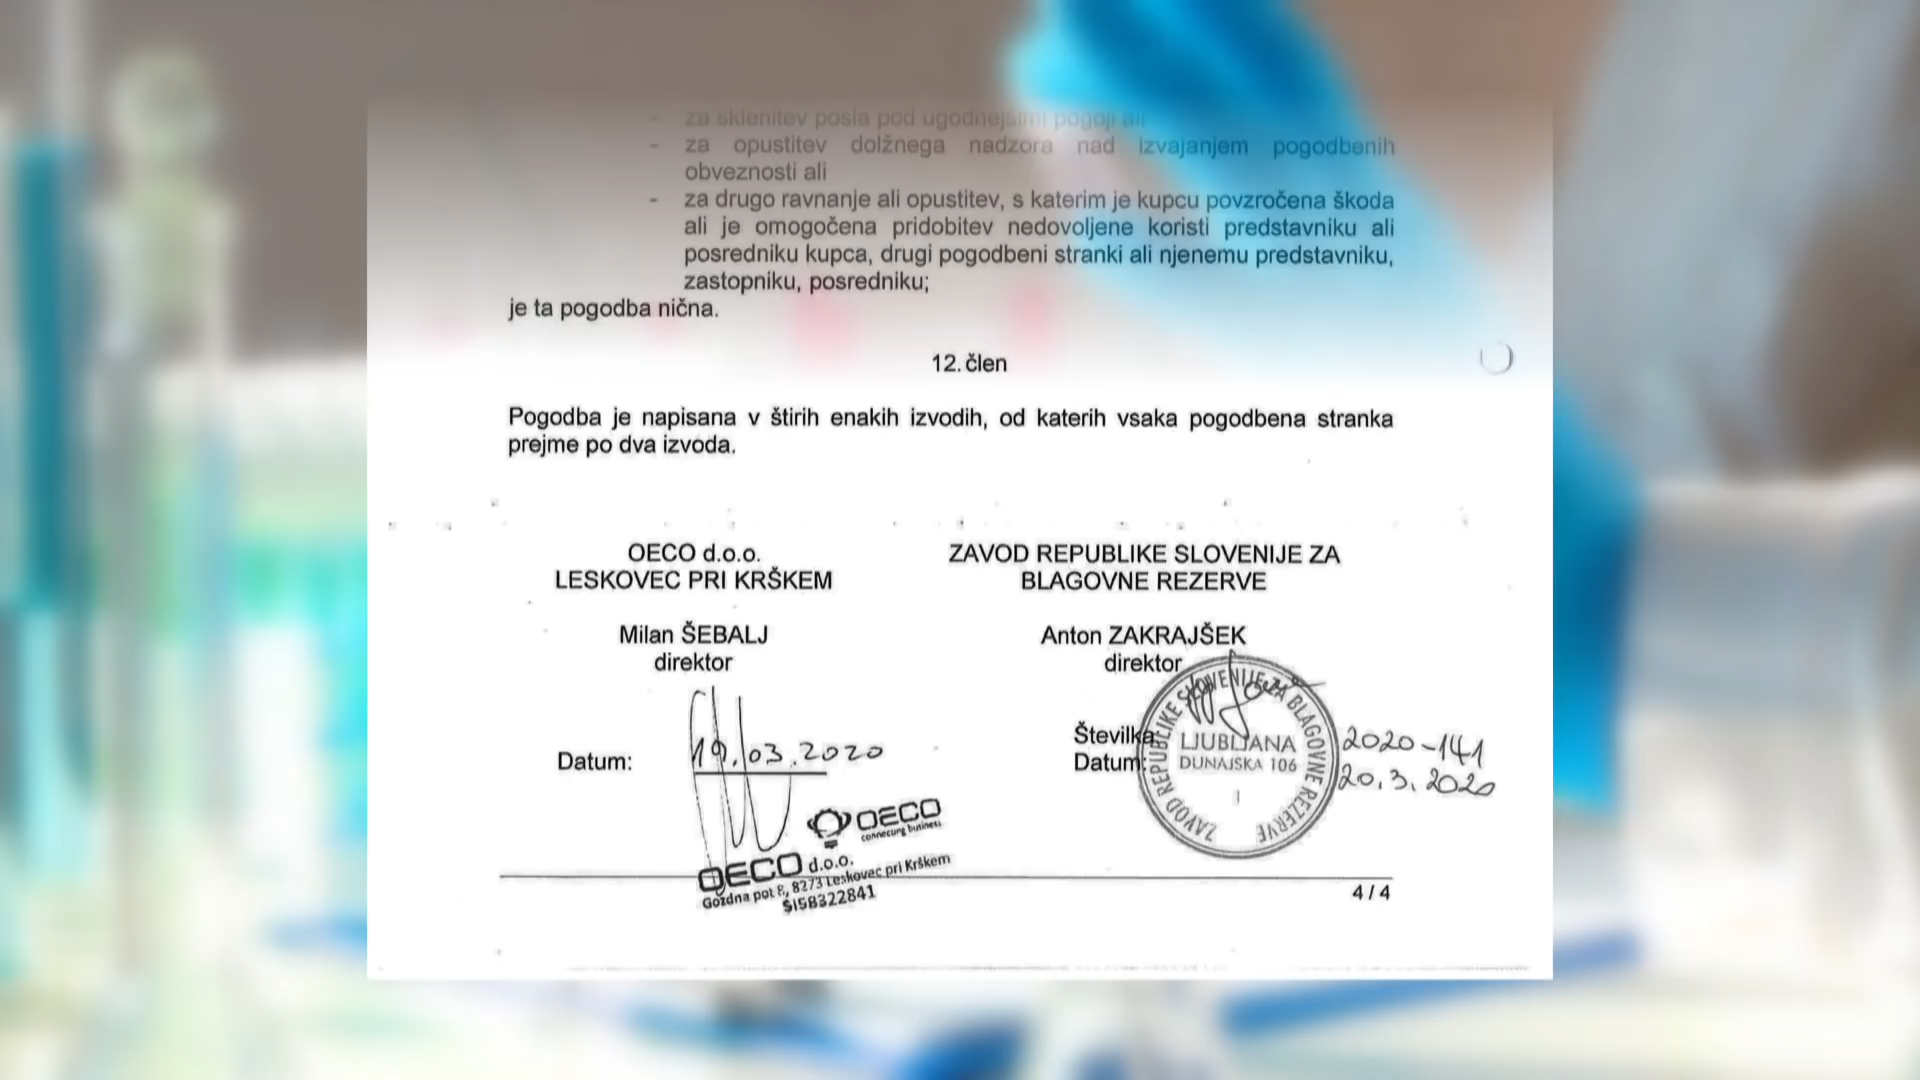 - za sklenitev posla pod ugodnejšimi pogoji ali
- za opustitev dolžnega nadzora nad izvajanjem pogodbenih
obveznosti ali
- za drugo ravnanje ali opustitev, s katerim je kupcu povzročena škoda
ali je omogočena pridobitev nedovoljene koristi predstavniku ali
posredniku kupca, drugi pogodbeni stranki ali njenemu predstavniku,
zastopniku, posredniku;
je ta pogodba nična.
12. člen
Pogodba je napisana v štirih enakih izvodih, od katerih vsaka pogodbena stranka
prejme po dva izvoda.
OECO d.o.o.
LESKOVEC PRI KRŠKEM
Milan ŠEBALJ
direktor
Datum: 19.03.2020
OECO
connecting business
OECO d.o.o.
Gozdna pot 8, 8273 Leskovec pri Krškem
SI58322841
ZAVOD REPUBLIKE SLOVENIJE ZA
BLAGOVNE REZERVE
Anton ZAKRAJŠEK
direktor
Številka: 2020-141
Datum: 20.3.2020
ZAVOD REPUBLIKE SLOVENIJE ZA BLAGOVNE REZERVE
LJUBLJANA
DUNAJSKA 106
1
4 / 4